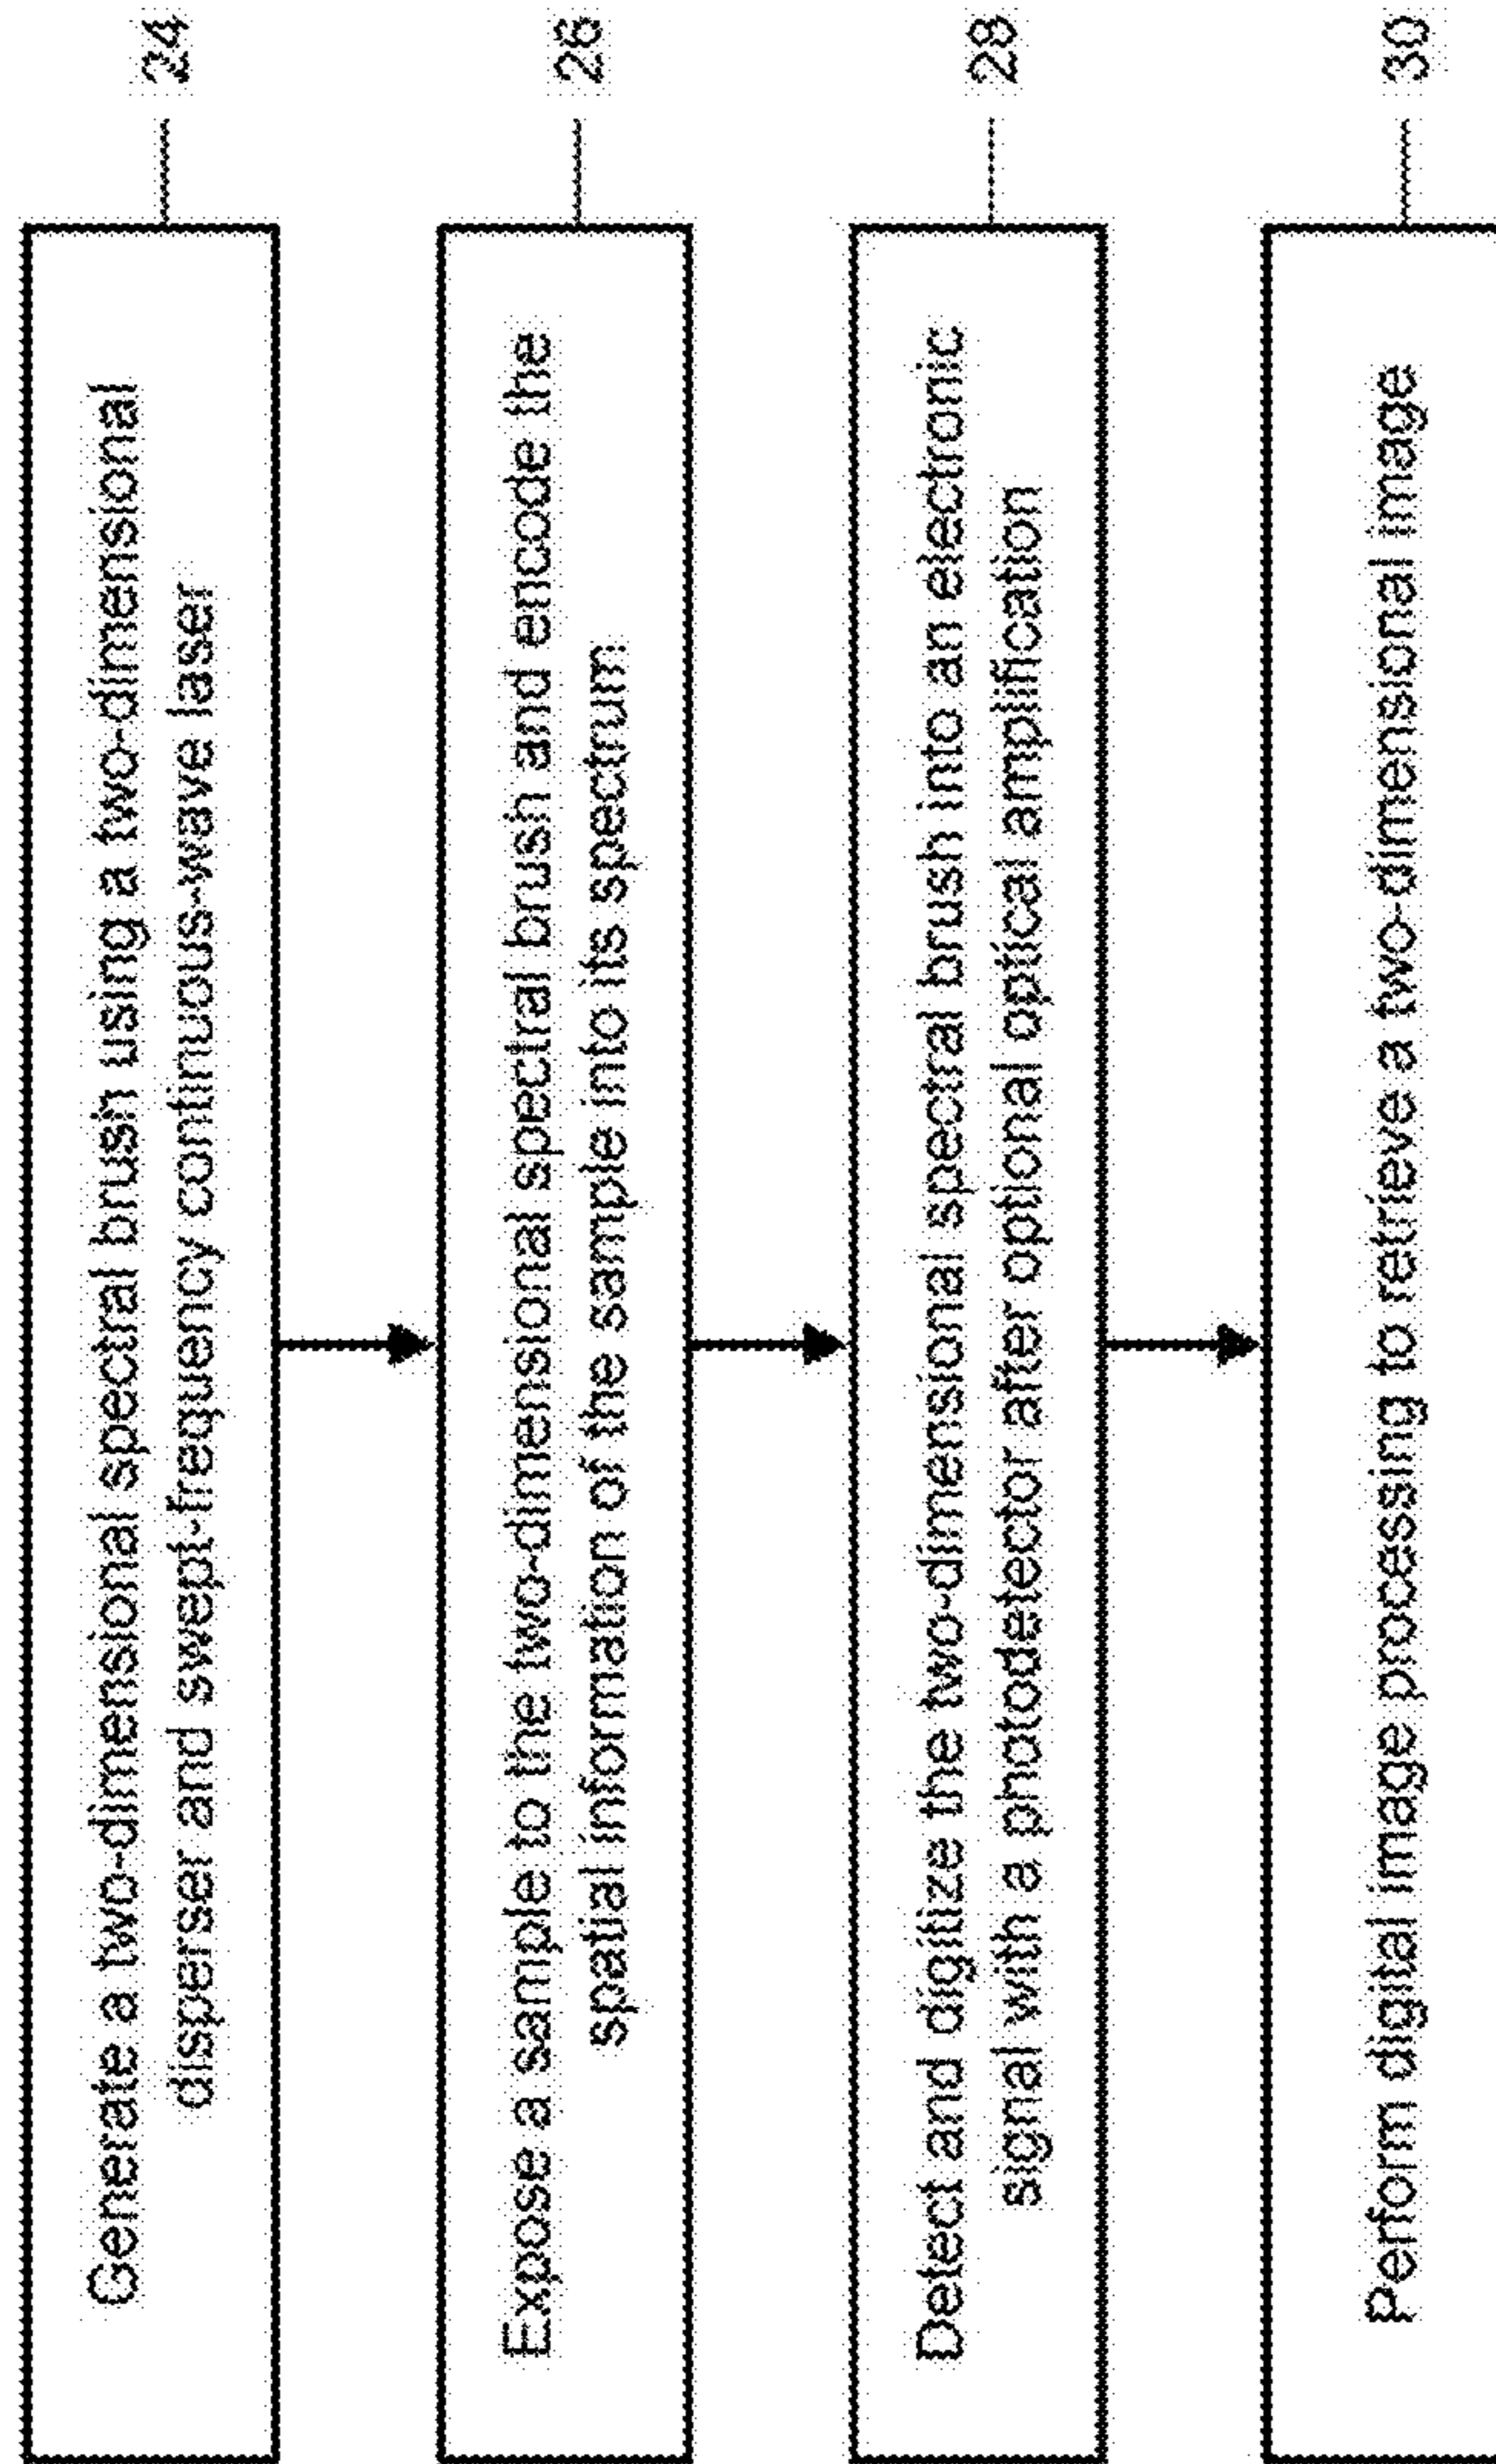 Generate a two-dimensional spectral brush using a two-dimensional
disperser and swept-frequency continuous-wave laser
24
Expose a sample to the two-dimensional spectral brush and encode the
spatial information of the sample into its spectrum
26
Detect and digitize the two-dimensional spectral brush into an electronic
signal with a photodetector after optional optical amplification
28
Perform digital image processing to retrieve a two-dimensional image
30